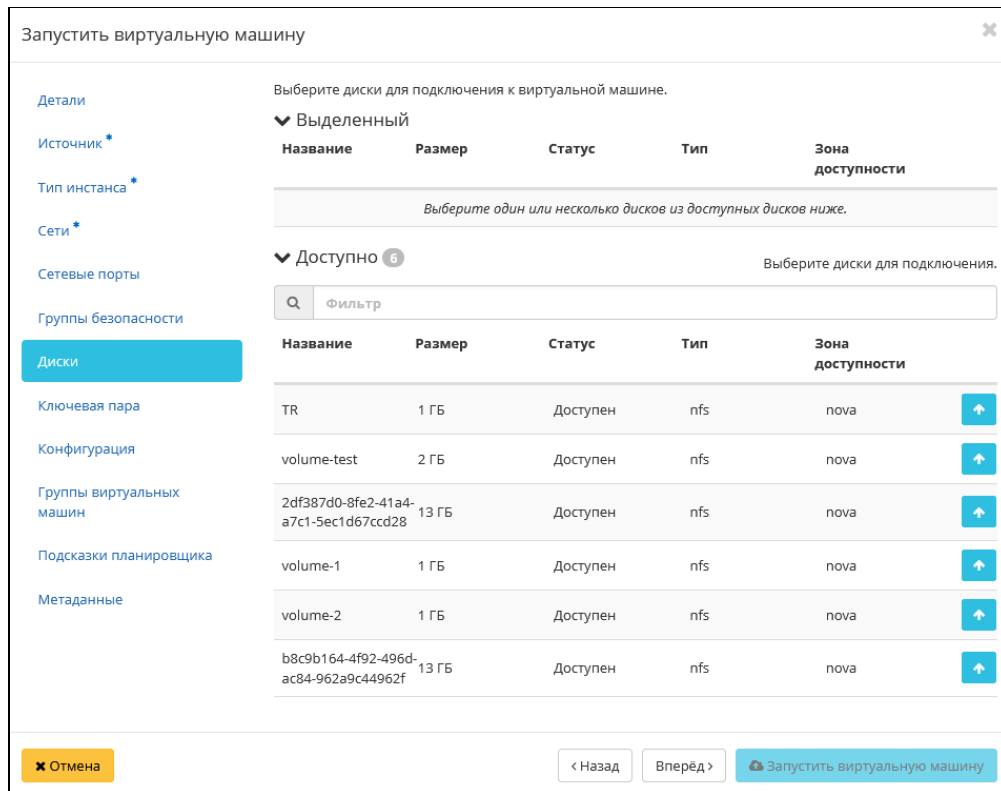 Запустить виртуальную машину
Детали
Источник *
Тип инстанса *
Сети *
Сетевые порты
Группы безопасности
Диски
Ключевая пара
Конфигурация
Группы виртуальных
машин
Подсказки планировщика
Метаданные
Выберите диски для подключения к виртуальной машине.
Выделенный
Название Размер Статус Тип Зона
доступности
Выберите один или несколько дисков из доступных дисков ниже.
Доступно 6
Выберите диски для подключения.
Фильтр
Название Размер Статус Тип Зона
доступности
TR 1 ГБ Доступен nfs nova
volume-test 2 ГБ Доступен nfs nova
2df387d0-8fe2-41a4-
a7c1-5ec1d67ccd28 13 ГБ Доступен nfs nova
volume-1 1 ГБ Доступен nfs nova
volume-2 1 ГБ Доступен nfs nova
b8c9b164-4f92-496d-
ac84-962a9c44962f 13 ГБ Доступен nfs nova
Отмена
< Назад
Вперёд >
Запустить виртуальную машину